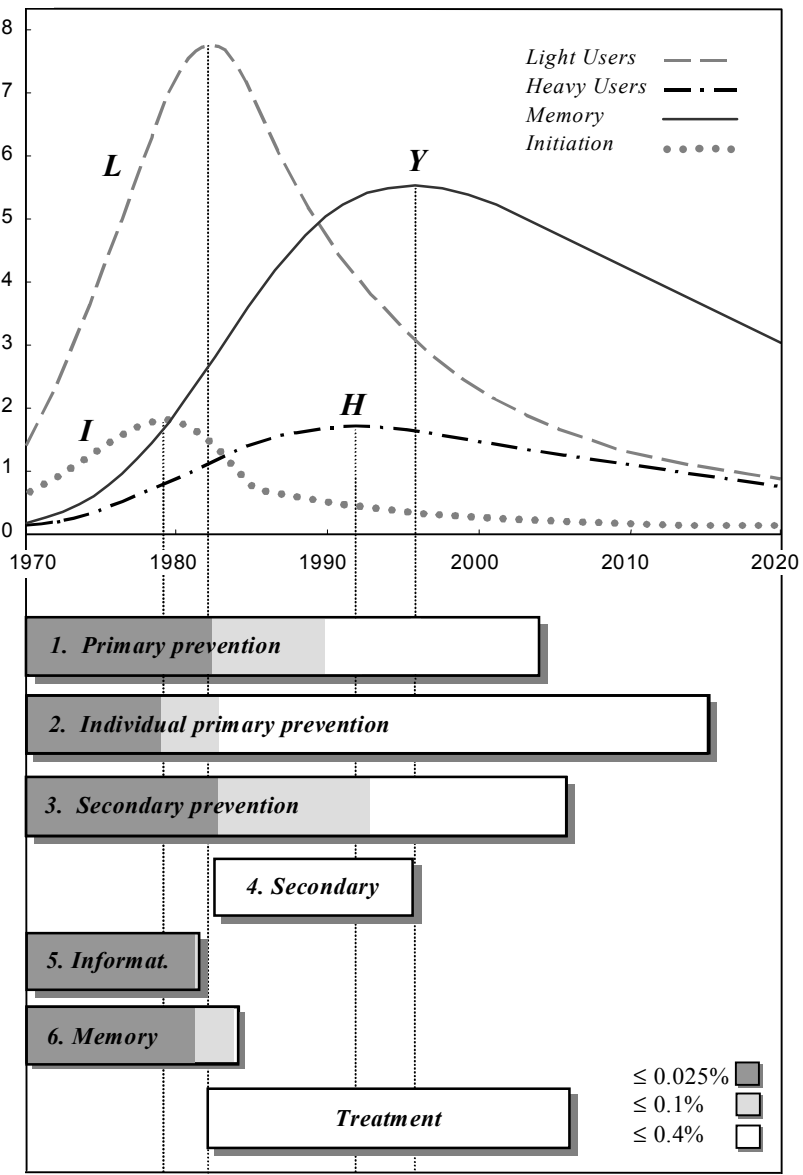 8
7
6
5
4
3
2
1
0
Light Users
Heavy Users
Memory
Initiation
L
Y
I
H
1970 1980 1990 2000 2010 2020
1. Primary prevention
2. Individual primary prevention
3. Secondary prevention
4. Secondary
5. Informat.
6. Memory
Treatment
≤ 0.025%
≤ 0.1%
≤ 0.4%